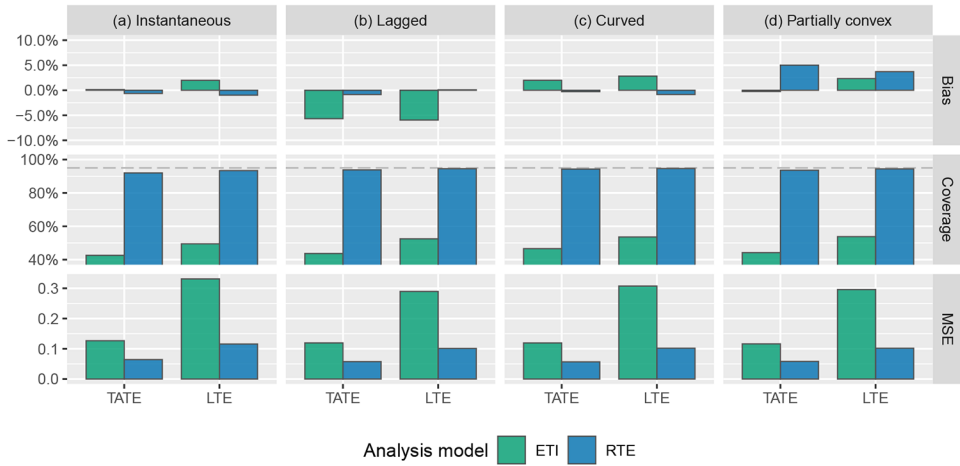 (a) Instantaneous (b) Lagged (c) Curved (d) Partially convex
10.0%
5.0%
0.0%
−5.0%
−10.0%
Bias
100%
80%
60%
40%
Coverage
0.3
0.2
0.1
0.0
MSE
TATE LTE TATE LTE TATE LTE TATE LTE
Analysis model ETI RTE